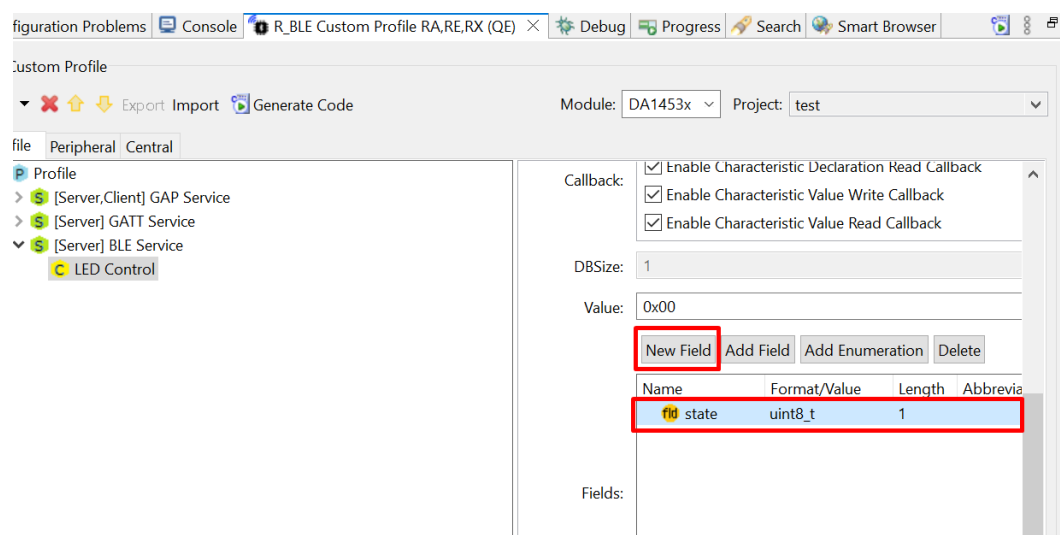 figuration Problems Console R_BLE Custom Profile RA,RE,RX (QE) Debug Progress Search Smart Browser
Custom Profile
Export Import Generate Code Module: DA1453x Project: test
file Peripheral Central
P Profile
S [Server,Client] GAP Service
S [Server] GATT Service
S [Server] BLE Service
C LED Control
Callback:
Enable Characteristic Declaration Read Callback
Enable Characteristic Value Write Callback
Enable Characteristic Value Read Callback
DBSize: 1
Value: 0x00
New Field Add Field Add Enumeration Delete
Name Format/Value Length Abbrevia
fld state uint8_t 1
Fields: